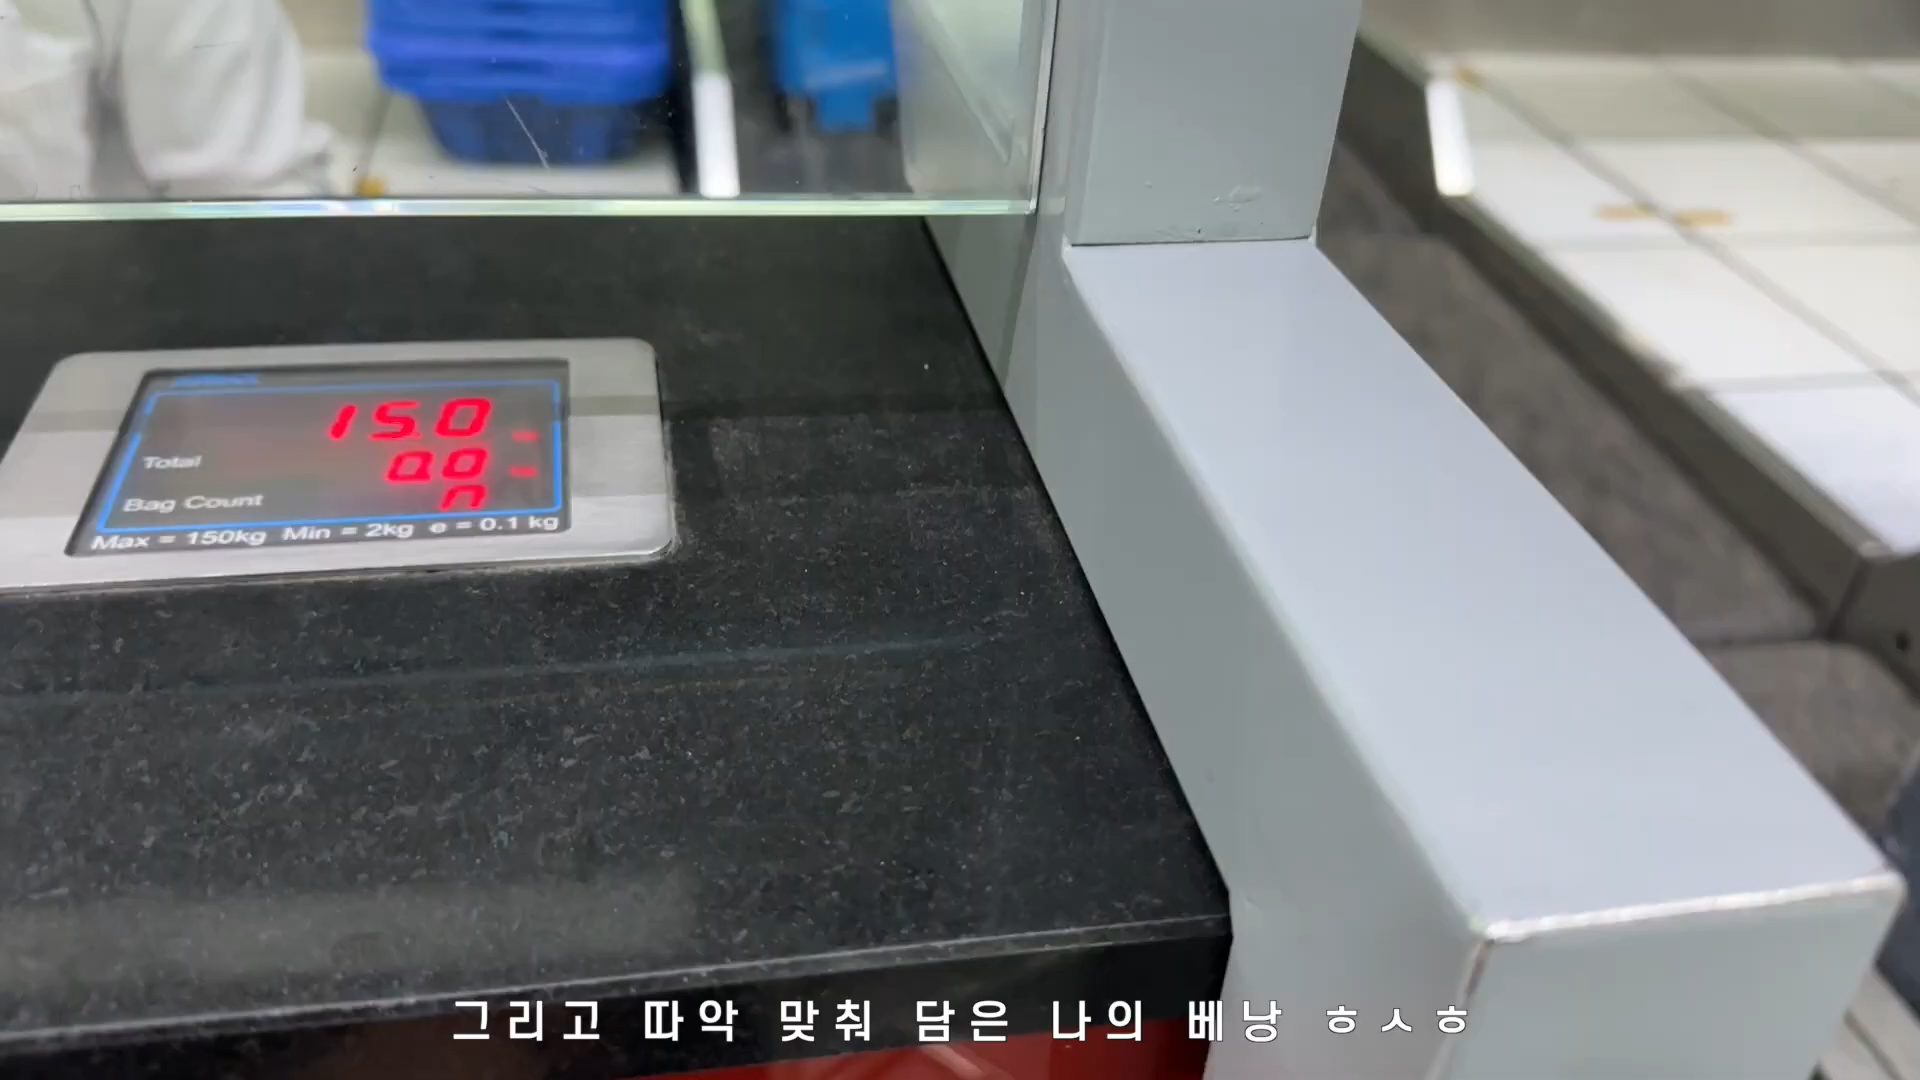 15.0
Total 0.0
Bag Count
Max = 150kg Min = 2kg e = 0.1 kg
그리고 따악 맞춰 담은 나의 베낭 ㅎㅅㅎ